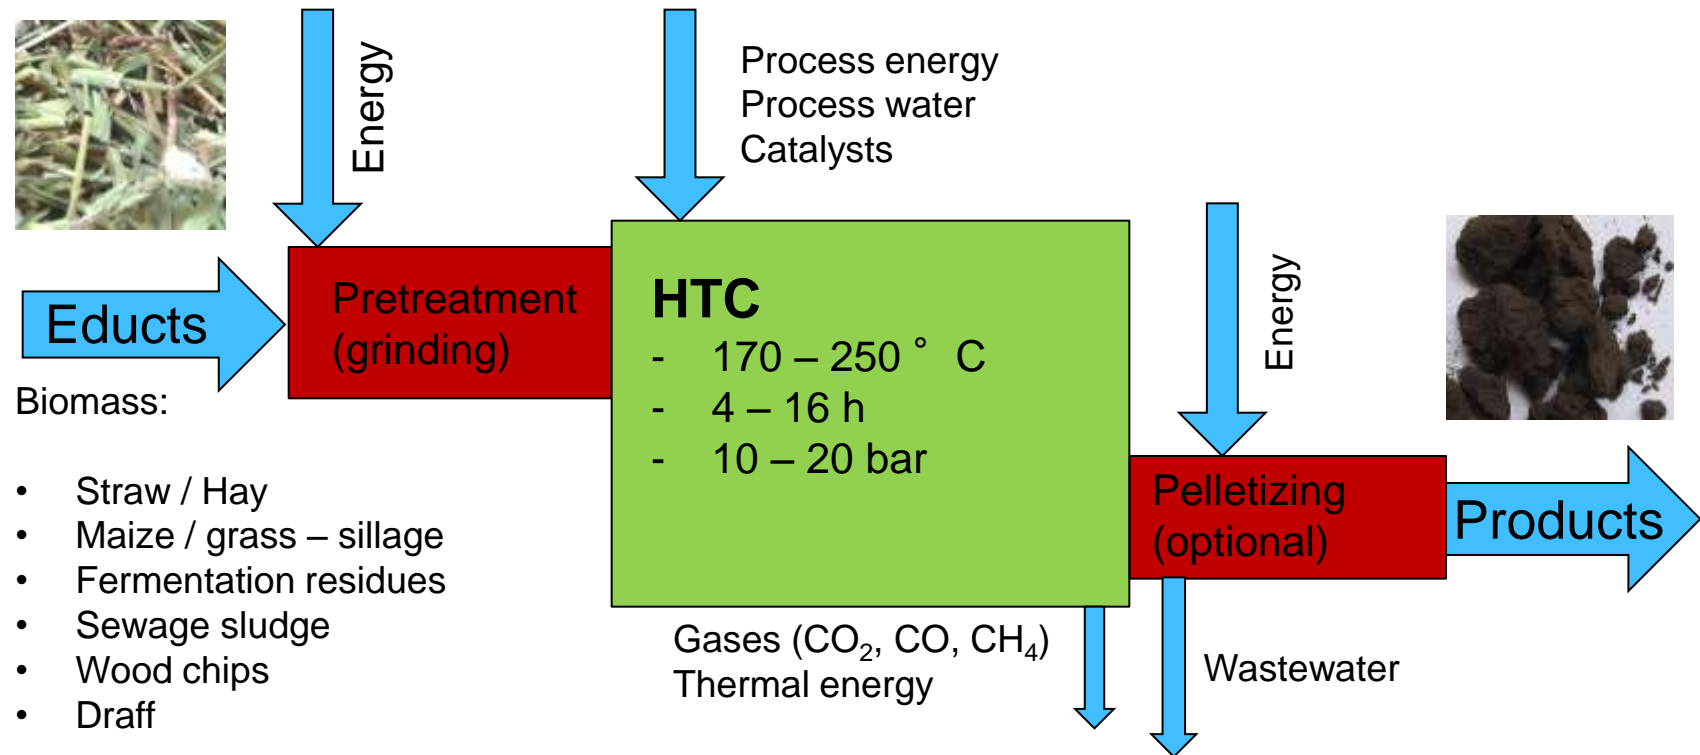 Energy
Process energy
Process water
Catalysts
Educts
Pretreatment
(grinding)
HTC
- 170 – 250 ° C
- 4 – 16 h
- 10 – 20 bar
Energy
Biomass:
• Straw / Hay
• Maize / grass – sillage
• Fermentation residues
• Sewage sludge
• Wood chips
• Draff
Pelletizing
(optional)
Products
Gases (CO₂, CO, CH₄)
Thermal energy
Wastewater